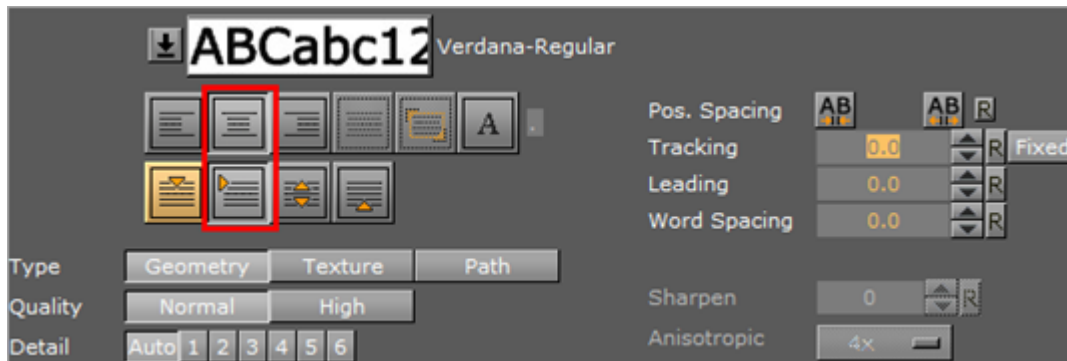 ABCabc12 Verdana-Regular
A
Pos. Spacing AB AB R
Tracking 0.0 R Fixed
Leading 0.0 R
Word Spacing 0.0 R
Type Geometry Texture Path
Quality Normal High
Detail Auto 1 2 3 4 5 6
Sharpen 0 R
Anisotropic 4x